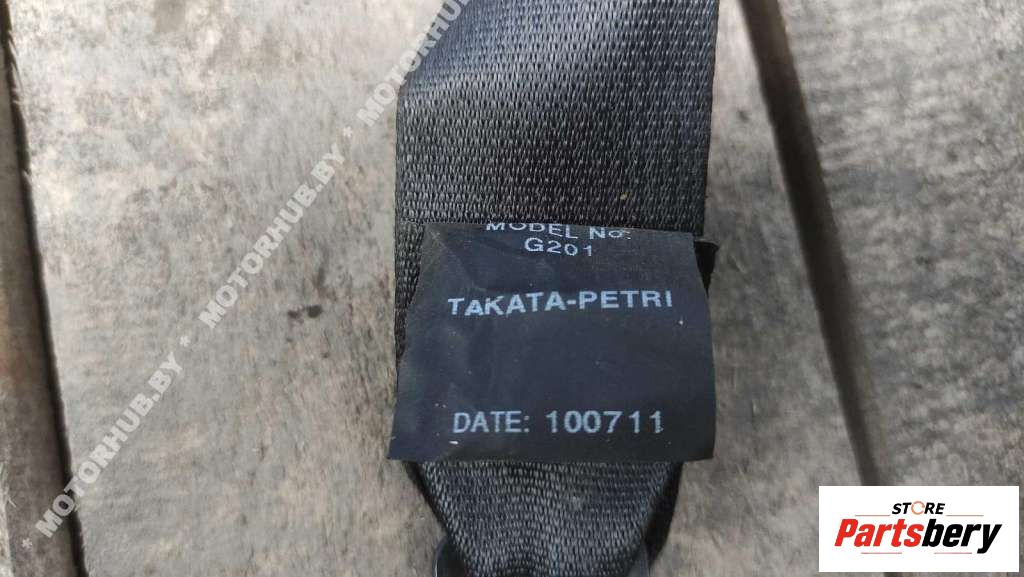 MODEL No:
G201
TAKATA-PETRI
DATE: 100711
* MOTORHUB.BY * MOTORHUB.BY * MOTORHUB.BY
STORE
Partsbery